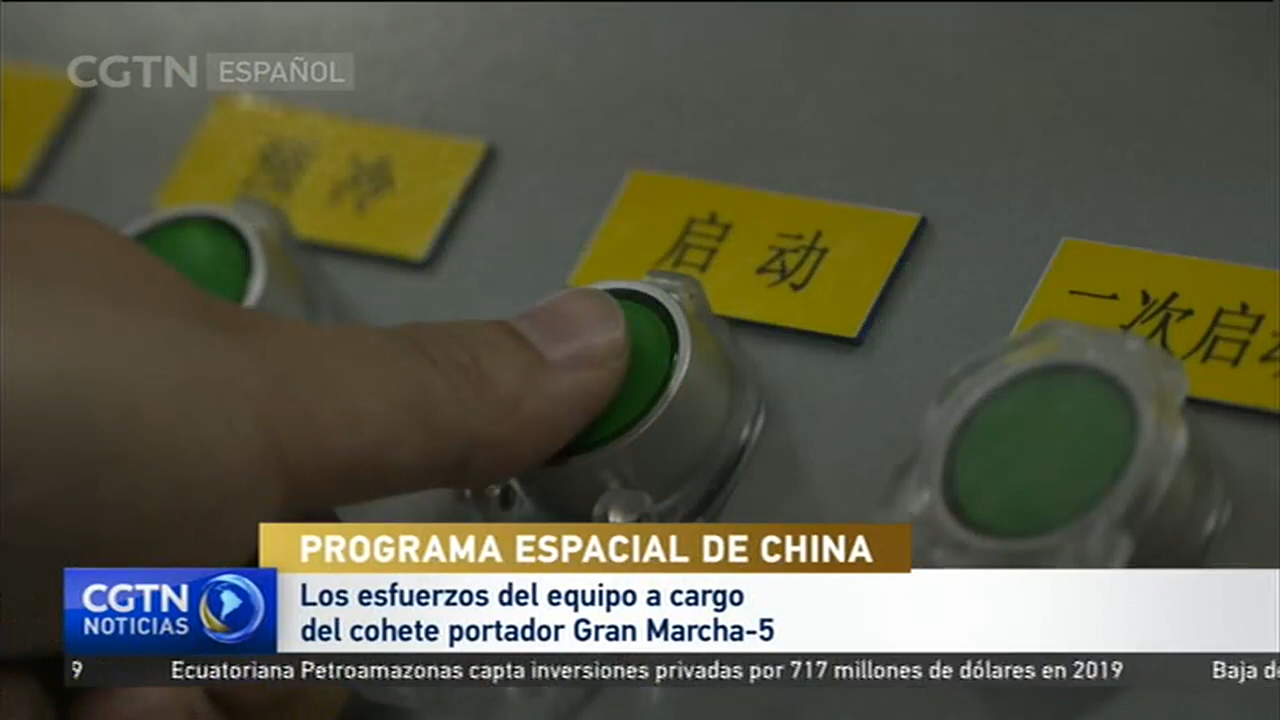 CGTN ESPAÑOL
启动
一次启动
PROGRAMA ESPACIAL DE CHINA
CGTN NOTICIAS
Los esfuerzos del equipo a cargo
del cohete portador Gran Marcha-5
9 Ecuatoriana Petroamazonas capta inversiones privadas por 717 millones de dólares en 2019 Baja de